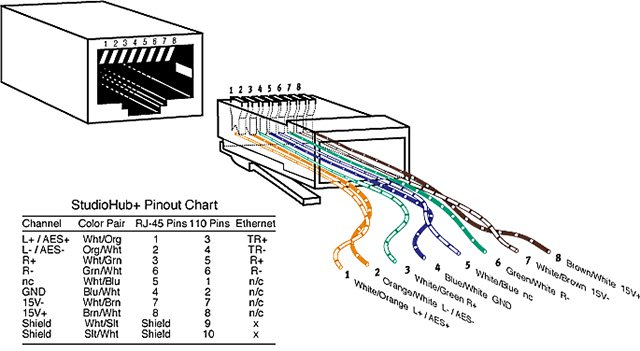 1 2 3 4 5 6 7 8
1 2 3 4 5 6 7 8
StudioHub+ Pinout Chart
Channel Color Pair RJ-45 Pins 110 Pins Ethernet
L+ / AES+ Wht/Org 1 3 TR+
L- / AES- Org/Wht 2 4 TR-
R+ Wht/Grn 3 5 R+
R- Grn/Wht 6 6 R-
nc Wht/Blu 5 1 n/c
GND Blu/Wht 4 2 n/c
15V- Wht/Brn 7 7 n/c
15V+ Brn/Wht 8 8 n/c
Shield Wht/Slt Shield 9 x
Shield Slt/Wht Shield 10 x
1 White/Orange L+ / AES+
2 Orange/White L- / AES-
3 White/Green R+
4 Blue/White GND
5 White/Blue nc
6 Green/White R-
7 White/Brown 15V-
8 Brown/White 15V+